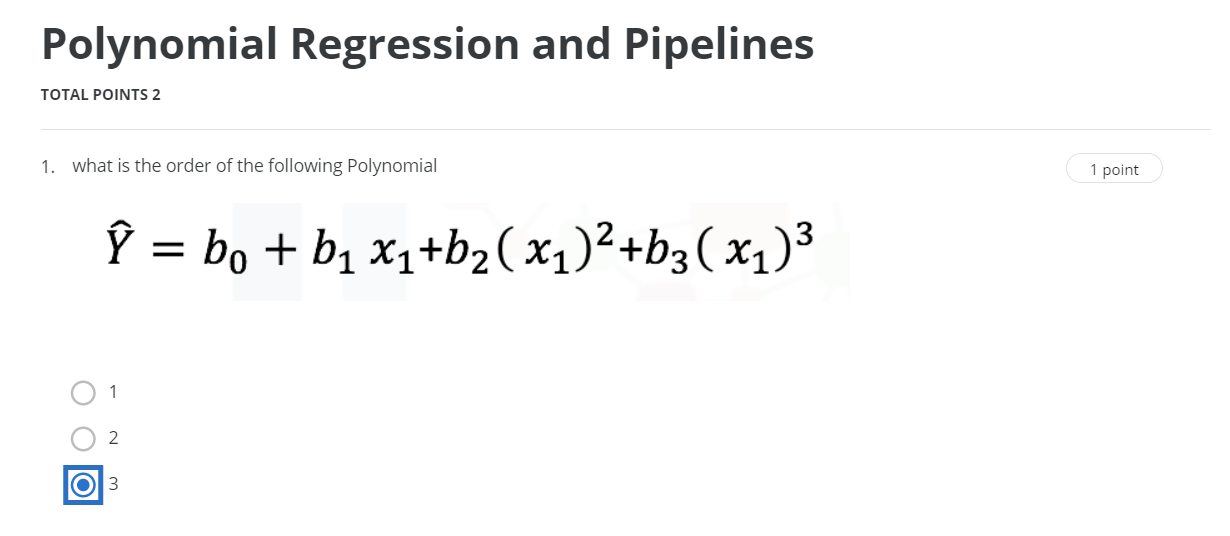 Polynomial Regression and Pipelines
TOTAL POINTS 2
1. what is the order of the following Polynomial
1 point
Ŷ = b₀ + b₁ x₁+b₂( x₁)²+b₃( x₁)³
1
2
3